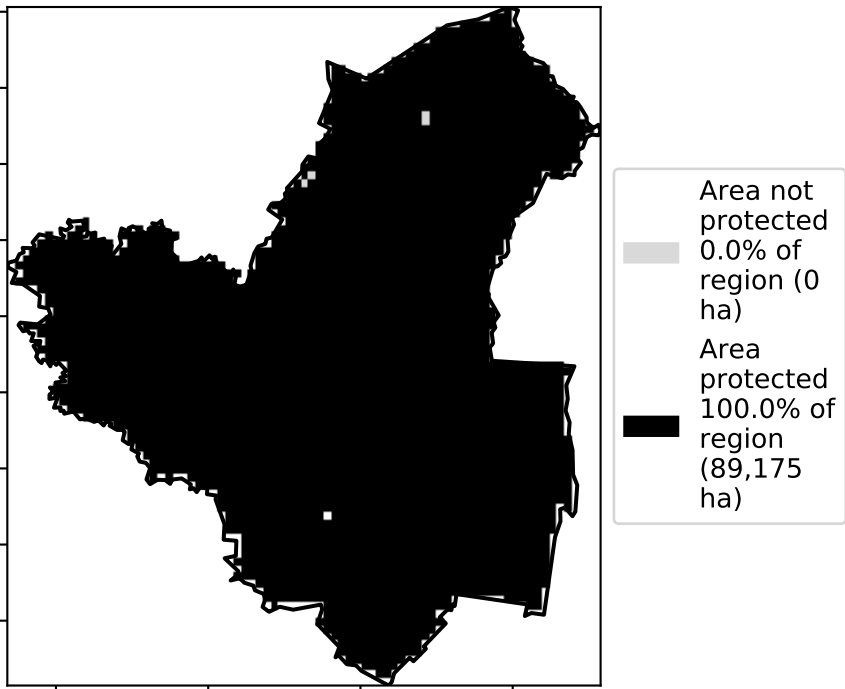 Area not
protected
0.0% of
region (0
ha)
Area
protected
100.0% of
region
(89,175
ha)